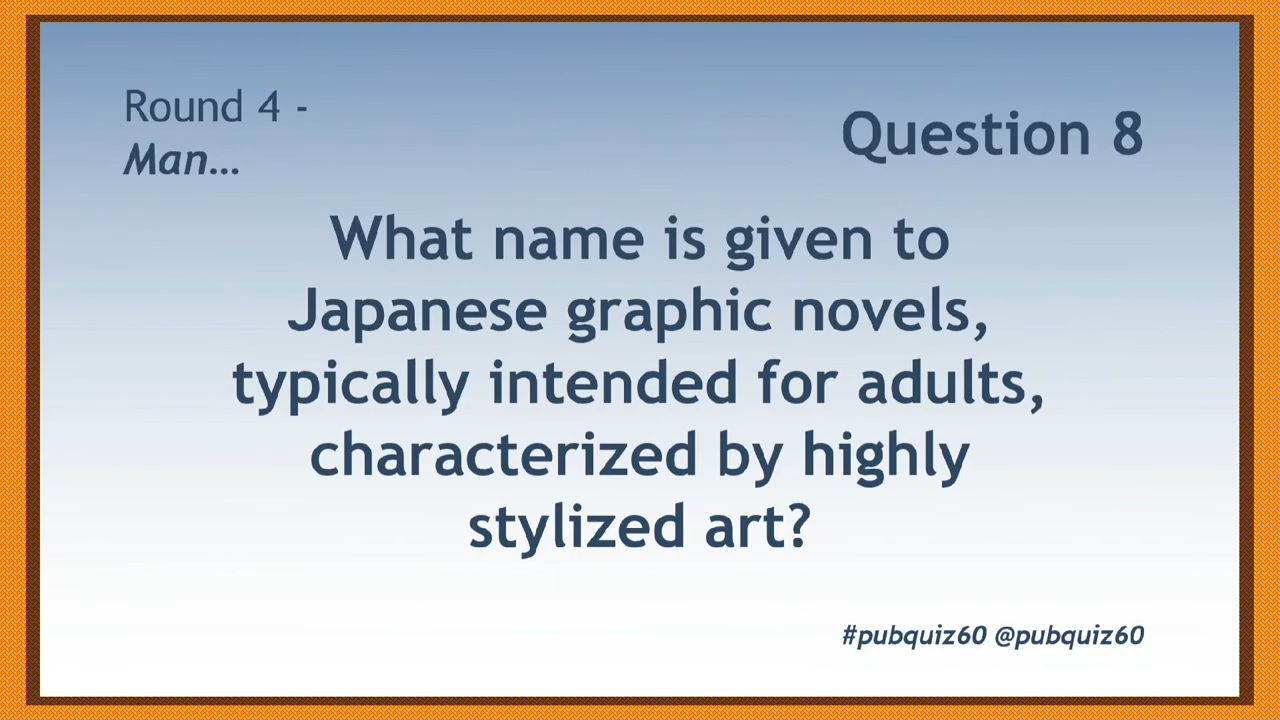 Round 4 -
Man...
Question 8
What name is given to
Japanese graphic novels,
typically intended for adults,
characterized by highly
stylized art?
#pubquiz60 @pubquiz60